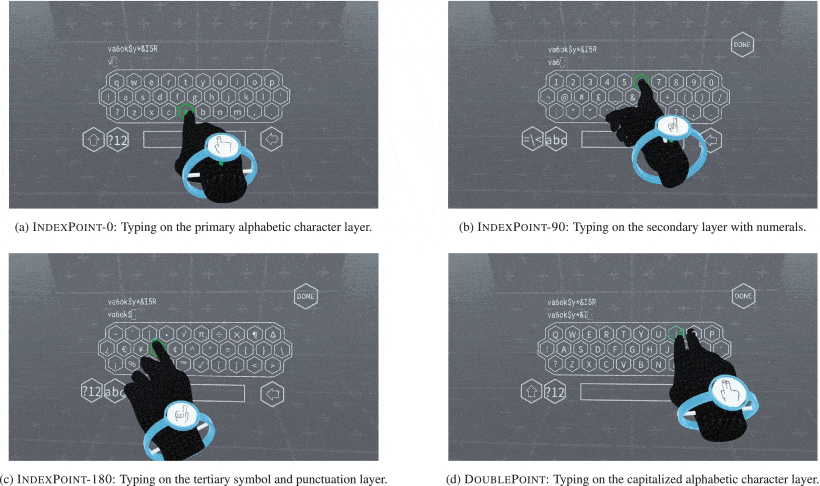 va6ok$y*&I5R
v
q w e r t y u i o p
a s d f g h j k l
? z x c b n m .
?12
(a) INDEXPOINT-0: Typing on the primary alphabetic character layer.
va6ok$y*&I5R
va6
DONE
1 2 3 4 5 7 8 9 0
@ # £ & + ( ) /
=\< abc
(b) INDEXPOINT-90: Typing on the secondary layer with numerals.
DONE
va6ok$y*&I5R
va6ok$
~ | • √ π ÷ × ¶ Δ
¿ € ¥ ¢ ^ ° = { } \
% ™ / [ ] < >
?12 abc
(c) INDEXPOINT-180: Typing on the tertiary symbol and punctuation layer.
va6ok$y*&I5R
va6ok$y*&I
DONE
Q W E R T Y U P
A S D F G H J
? Z X C V B N
?12
(d) DOUBLEPOINT: Typing on the capitalized alphabetic character layer.